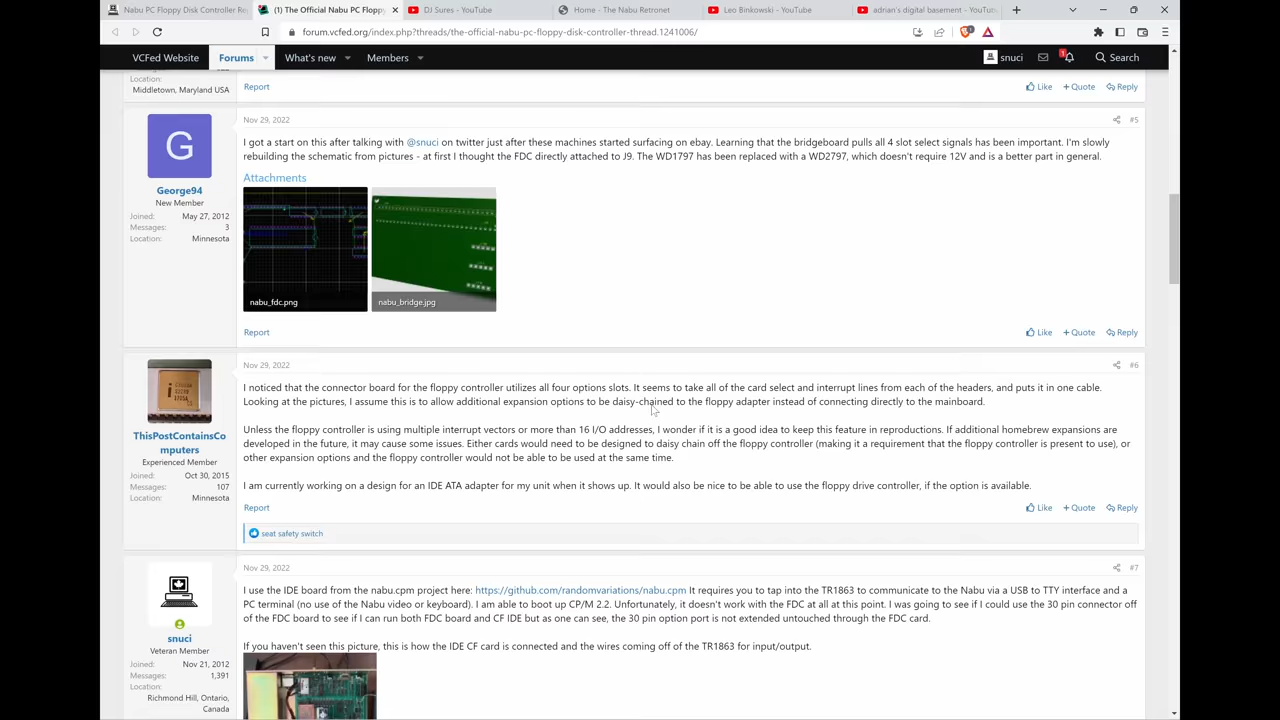 Nabu PC Floppy Disk Controller Re
(1) The Official Nabu PC Floppy
DJ Sures - YouTube
Home - The Nabu Retronet
Leo Binkowski - YouTube
adrian's digital basement - YouTu
forum.vcfed.org/index.php?threads/the-official-nabu-pc-floppy-disk-controller-thread.1241006/
VCFed Website Forums What's new Members snuci 1 Search
Location:
Middletown, Maryland USA
Report Like + Quote Reply
Nov 29, 2022 #5
G
George94
New Member
Joined: May 27, 2012
Messages: 3
Location: Minnesota
I got a start on this after talking with @snuci on twitter just after these machines started surfacing on ebay. Learning that the bridgeboard pulls all 4 slot select signals has been important. I'm slowly
rebuilding the schematic from pictures - at first I thought the FDC directly attached to J9. The WD1797 has been replaced with a WD2797, which doesn't require 12V and is a better part in general.
Attachments
nabu_fdc.png
nabu_bridge.jpg
Report Like + Quote Reply
Nov 29, 2022 #6
ThisPostContainsCo
mputers
Experienced Member
Joined: Oct 30, 2015
Messages: 107
Location: Minnesota
I noticed that the connector board for the floppy controller utilizes all four options slots. It seems to take all of the card select and interrupt lines from each of the headers, and puts it in one cable.
Looking at the pictures, I assume this is to allow additional expansion options to be daisy-chained to the floppy adapter instead of connecting directly to the mainboard.
Unless the floppy controller is using multiple interrupt vectors or more than 16 I/O addresses, I wonder if it is a good idea to keep this feature in reproductions. If additional homebrew expansions are
developed in the future, it may cause some issues. Either cards would need to be designed to daisy chain off the floppy controller (making it a requirement that the floppy controller is present to use), or
other expansion options and the floppy controller would not be able to be used at the same time.
I am currently working on a design for an IDE ATA adapter for my unit when it shows up. It would also be nice to be able to use the floppy drive controller, if the option is available.
Report Like + Quote Reply
seat safety switch
Nov 29, 2022 #7
snuci
Veteran Member
Joined: Nov 21, 2012
Messages: 1,391
Location:
Richmond Hill, Ontario,
Canada
I use the IDE board from the nabu.cpm project here: https://github.com/randomvariations/nabu.cpm It requires you to tap into the TR1863 to communicate to the Nabu via a USB to TTY interface and a
PC terminal (no use of the Nabu video or keyboard). I am able to boot up CP/M 2.2. Unfortunately, it doesn't work with the FDC at all at this point. I was going to see if I could use the 30 pin connector off
of the FDC board to see if I can run both FDC board and CF IDE but as one can see, the 30 pin option port is not extended untouched through the FDC card.
If you haven't seen this picture, this is how the IDE CF card is connected and the wires coming off of the TR1863 for input/output.